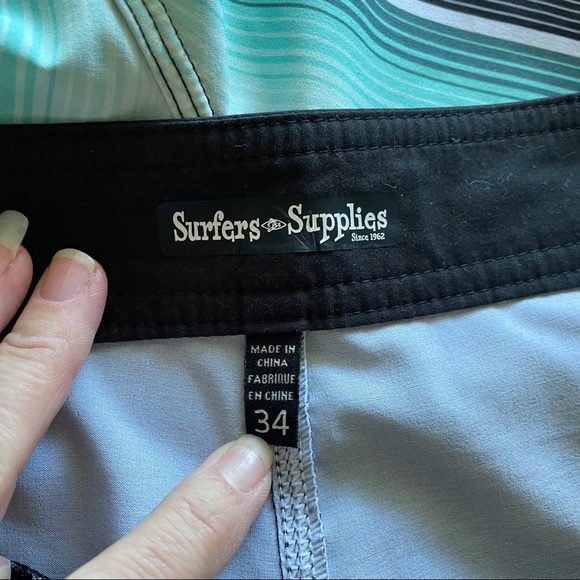 Surfers Supplies
Since 1962
MADE IN
CHINA
FABRIQUE
EN CHINE
34